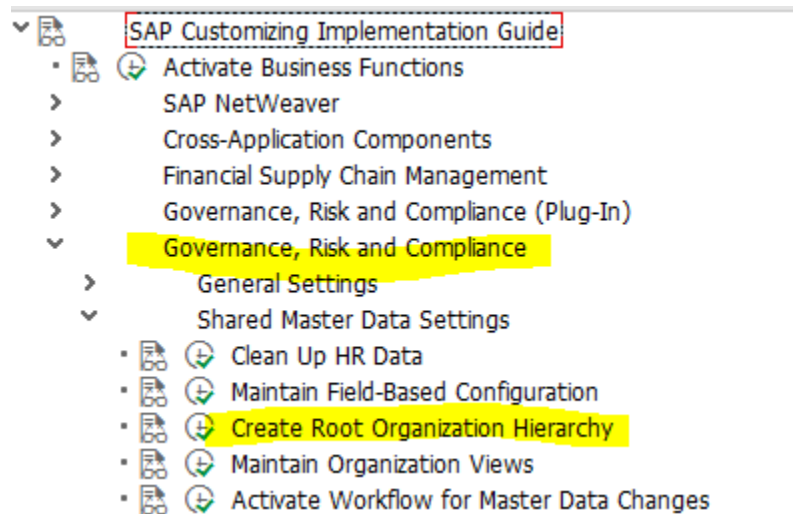 SAP Customizing Implementation Guide
Activate Business Functions
SAP NetWeaver
Cross-Application Components
Financial Supply Chain Management
Governance, Risk and Compliance (Plug-In)
Governance, Risk and Compliance
General Settings
Shared Master Data Settings
Clean Up HR Data
Maintain Field-Based Configuration
Create Root Organization Hierarchy
Maintain Organization Views
Activate Workflow for Master Data Changes